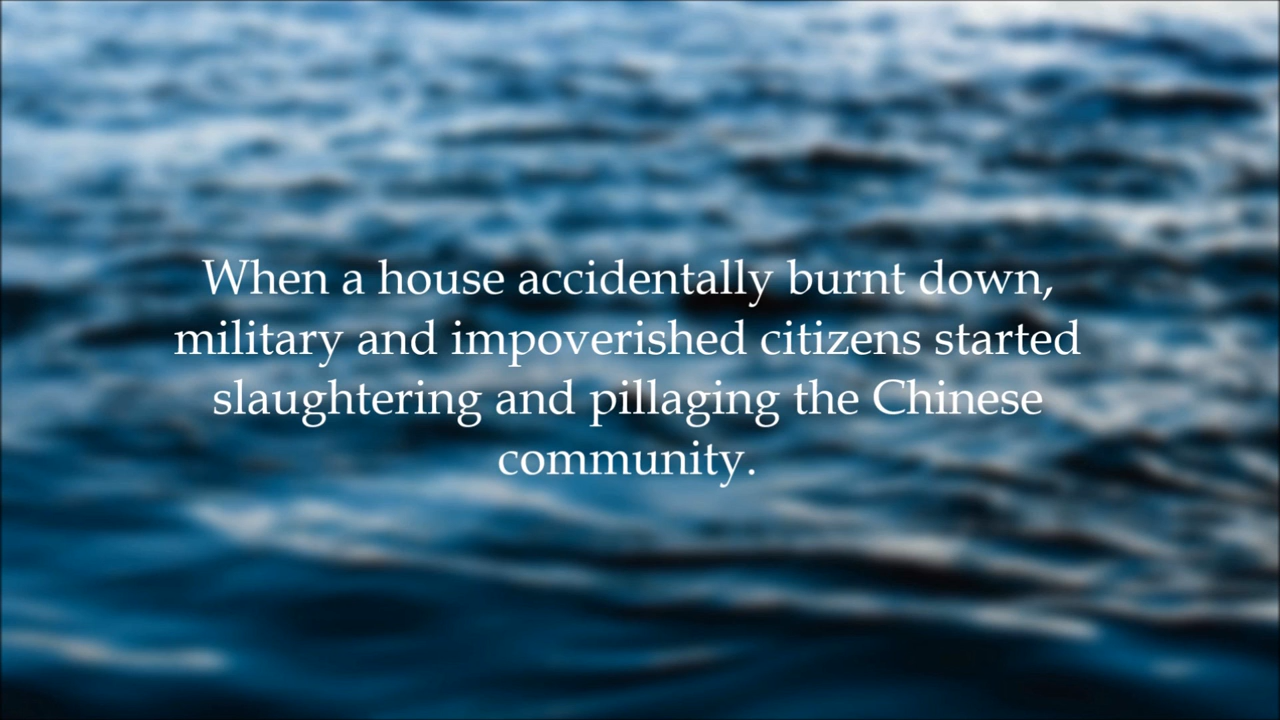 When a house accidentally burnt down,
military and impoverished citizens started
slaughtering and pillaging the Chinese
community.